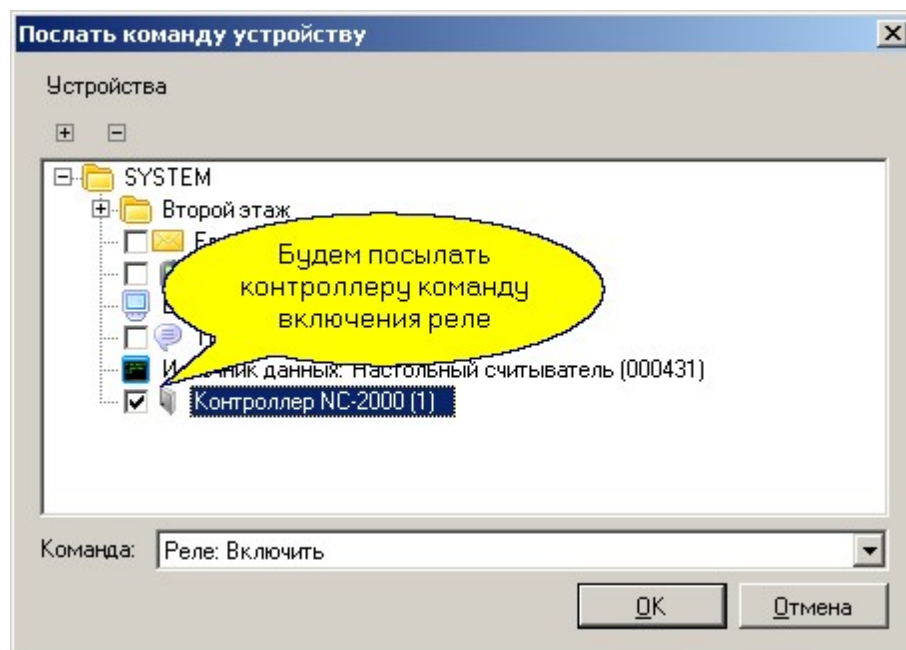 Послать команду устройству
Устройства
SYSTEM
Второй этаж
Будем посылать
контроллеру команду
включения реле
данных: Настольный считыватель (000431)
Контроллер NC-2000 (1)
Команда: Реле: Включить
OK Отмена